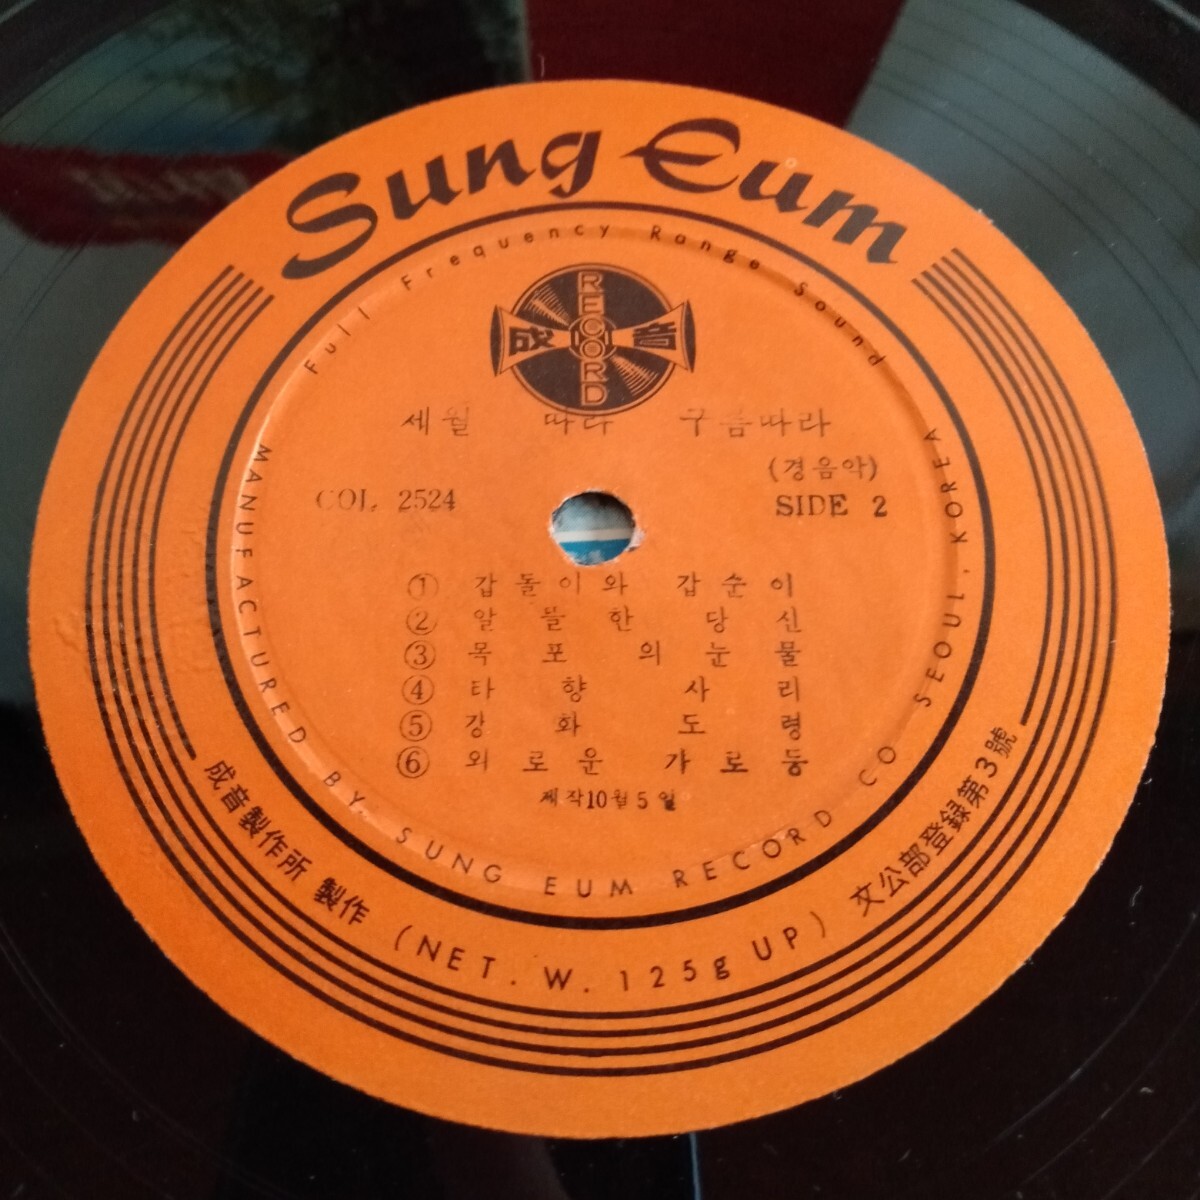 Sung Eum
Full Frequency Range Sound
RECORD
成音
세월 따라 구름따라
(경음악)
COL. 2524
SIDE 2
① 갑돌이와 갑순이
② 알뜰한 당신
③ 목포의 눈물
④ 타향사리
⑤ 강화도령
⑥ 외로운 가로등
제작10월5일
MANUFACTURED BY. SUNG EUM RECORD CO SEOUL. KOREA
成音製作所 製作 (NET. W. 125g UP) 文公部登録第3號